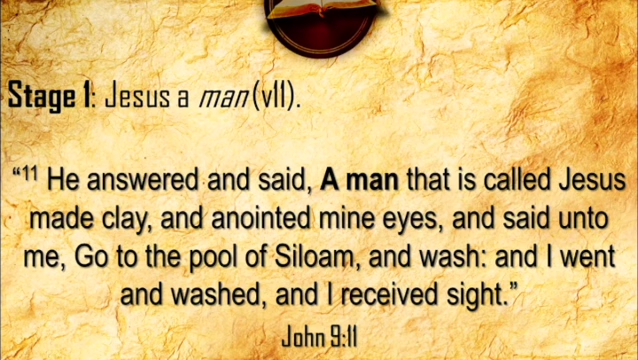 Stage 1: Jesus a man (v11).
“11 He answered and said, A man that is called Jesus
made clay, and anointed mine eyes, and said unto
me, Go to the pool of Siloam, and wash: and I went
and washed, and I received sight.”
John 9:11